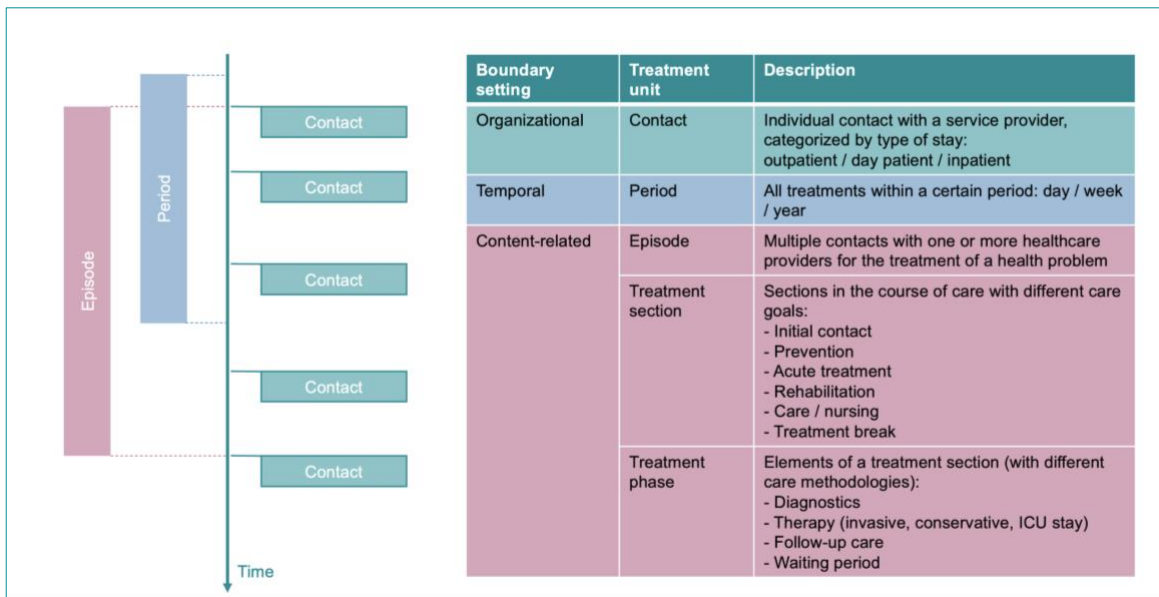 Episode
Period
Contact
Contact
Contact
Contact
Contact
Time
Boundary setting
Treatment unit
Description
Organizational
Contact
Individual contact with a service provider,
categorized by type of stay:
outpatient / day patient / inpatient
Temporal
Period
All treatments within a certain period: day / week
/ year
Content-related
Episode
Multiple contacts with one or more healthcare
providers for the treatment of a health problem
Treatment
section
Sections in the course of care with different care
goals:
- Initial contact
- Prevention
- Acute treatment
- Rehabilitation
- Care / nursing
- Treatment break
Treatment
phase
Elements of a treatment section (with different
care methodologies):
- Diagnostics
- Therapy (invasive, conservative, ICU stay)
- Follow-up care
- Waiting period